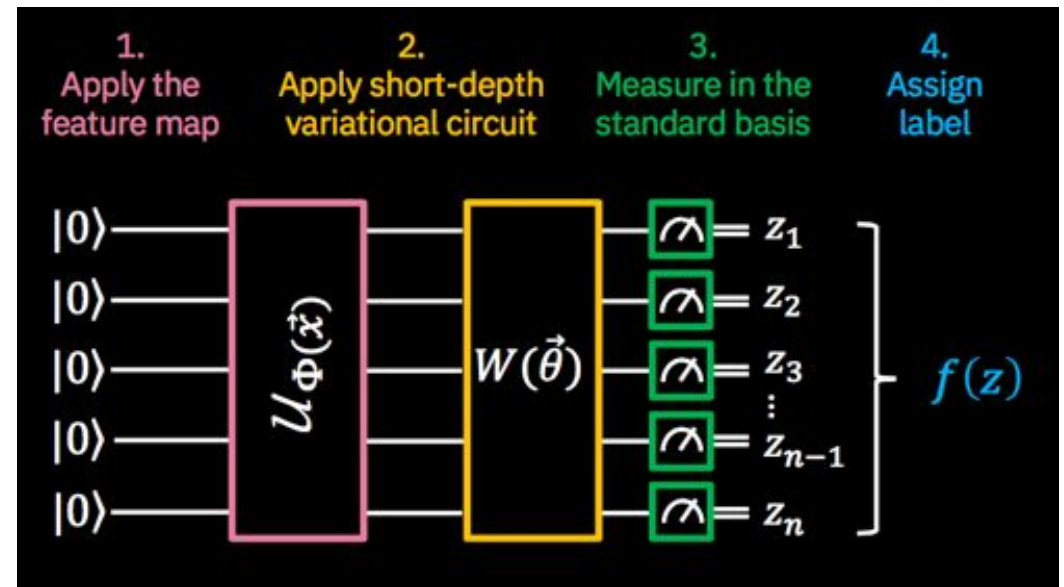 1.
Apply the
feature map
2.
Apply short-depth
variational circuit
3.
Measure in the
standard basis
4.
Assign
label
|0⟩
|0⟩
|0⟩
|0⟩
|0⟩
𝒰Φ(x⃗)
W(θ⃗)
z₁
z₂
z₃
⋮
zₙ₋₁
zₙ
f(z)